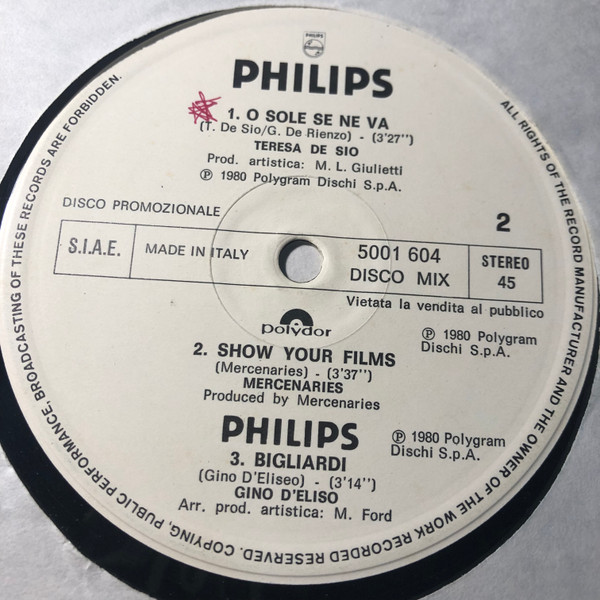 PHILIPS
1. O SOLE SE NE VA
(T. De Sio/G. De Rienzo) - (3'27'')
TERESA DE SIO
Prod. artistica: M. L. Giulietti
Ⓟ 1980 Polygram Dischi S.p.A.
DISCO PROMOZIONALE
2
S.I.A.E.
MADE IN ITALY
5001 604
DISCO MIX
STEREO
45
Vietata la vendita al pubblico
polydor
Ⓟ 1980 Polygram
Dischi S.p.A.
2. SHOW YOUR FILMS
(Mercenaries) - (3'37'')
MERCENARIES
Produced by Mercenaries
PHILIPS
Ⓟ 1980 Polygram
Dischi S.p.A.
3. BIGLIARDI
(Gino D'Eliseo) - (3'14'')
GINO D'ELISO
Arr. prod. artistica: M. Ford
ALL RIGHTS OF THE RECORD MANUFACTURER AND THE OWNER OF THE WORK RECORDED RESERVED. COPYING, PUBLIC PERFORMANCE, BROADCASTING OF THESE RECORDS ARE FORBIDDEN.